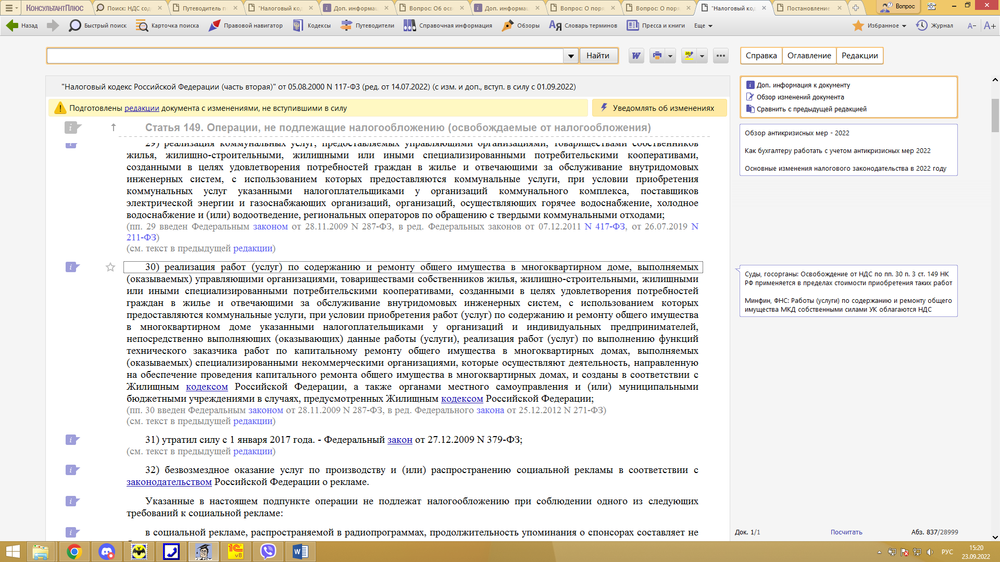 КонсультантПлюс
Поиск: НДС сод
Путеводитель п
"Налоговый код
Доп. информац
Вопрос: Об осв
Доп. информац
Вопрос: О поря
Вопрос: О поря
"Налоговый код
Постановление
Вопрос
Назад
Быстрый поиск
Карточка поиска
Правовой навигатор
Кодексы
Путеводители
Справочная информация
Обзоры
Словарь терминов
Пресса и книги
Еще
Избранное
Журнал
А−
А+
Найти
Справка
Оглавление
Редакции
"Налоговый кодекс Российской Федерации (часть вторая)" от 05.08.2000 N 117-ФЗ (ред. от 14.07.2022) (с изм. и доп., вступ. в силу с 01.09.2022)
Подготовлены редакции документа с изменениями, не вступившими в силу
Уведомлять об изменениях
Статья 149. Операции, не подлежащие налогообложению (освобождаемые от налогообложения)
29) реализация коммунальных услуг, предоставляемых управляющими организациями, товариществами собственников
жилья, жилищно-строительными, жилищными или иными специализированными потребительскими кооперативами,
созданными в целях удовлетворения потребностей граждан в жилье и отвечающими за обслуживание внутридомовых
инженерных систем, с использованием которых предоставляются коммунальные услуги, при условии приобретения
коммунальных услуг указанными налогоплательщиками у организаций коммунального комплекса, поставщиков
электрической энергии и газоснабжающих организаций, организаций, осуществляющих горячее водоснабжение, холодное
водоснабжение и (или) водоотведение, региональных операторов по обращению с твердыми коммунальными отходами;
(пп. 29 введен Федеральным законом от 28.11.2009 N 287-ФЗ, в ред. Федеральных законов от 07.12.2011 N 417-ФЗ, от 26.07.2019 N
211-ФЗ)
(см. текст в предыдущей редакции)
30) реализация работ (услуг) по содержанию и ремонту общего имущества в многоквартирном доме, выполняемых
(оказываемых) управляющими организациями, товариществами собственников жилья, жилищно-строительными, жилищными
или иными специализированными потребительскими кооперативами, созданными в целях удовлетворения потребностей
граждан в жилье и отвечающими за обслуживание внутридомовых инженерных систем, с использованием которых
предоставляются коммунальные услуги, при условии приобретения работ (услуг) по содержанию и ремонту общего имущества
в многоквартирном доме указанными налогоплательщиками у организаций и индивидуальных предпринимателей,
непосредственно выполняющих (оказывающих) данные работы (услуги), реализация работ (услуг) по выполнению функций
технического заказчика работ по капитальному ремонту общего имущества в многоквартирных домах, выполняемых
(оказываемых) специализированными некоммерческими организациями, которые осуществляют деятельность, направленную
на обеспечение проведения капитального ремонта общего имущества в многоквартирных домах, и созданы в соответствии с
Жилищным кодексом Российской Федерации, а также органами местного самоуправления и (или) муниципальными
бюджетными учреждениями в случаях, предусмотренных Жилищным кодексом Российской Федерации;
(пп. 30 введен Федеральным законом от 28.11.2009 N 287-ФЗ, в ред. Федерального закона от 25.12.2012 N 271-ФЗ)
(см. текст в предыдущей редакции)
31) утратил силу с 1 января 2017 года. - Федеральный закон от 27.12.2009 N 379-ФЗ;
(см. текст в предыдущей редакции)
32) безвозмездное оказание услуг по производству и (или) распространению социальной рекламы в соответствии с
законодательством Российской Федерации о рекламе.
Указанные в настоящем подпункте операции не подлежат налогообложению при соблюдении одного из следующих
требований к социальной рекламе:
в социальной рекламе, распространяемой в радиопрограммах, продолжительность упоминания о спонсорах составляет не
Доп. информация к документу
Обзор изменений документа
Сравнить с предыдущей редакцией
Обзор антикризисных мер - 2022
Как бухгалтеру работать с учетом антикризисных мер 2022
Основные изменения налогового законодательства в 2022 году
Суды, госорганы: Освобождение от НДС по пп. 30 п. 3 ст. 149 НК
РФ применяется в пределах стоимости приобретения таких работ
Минфин, ФНС: Работы (услуги) по содержанию и ремонту общего
имущества МКД собственными силами УК облагаются НДС
Док. 1/1
Посчитать
Абз. 837/28999
РУС
15:20
23.09.2022